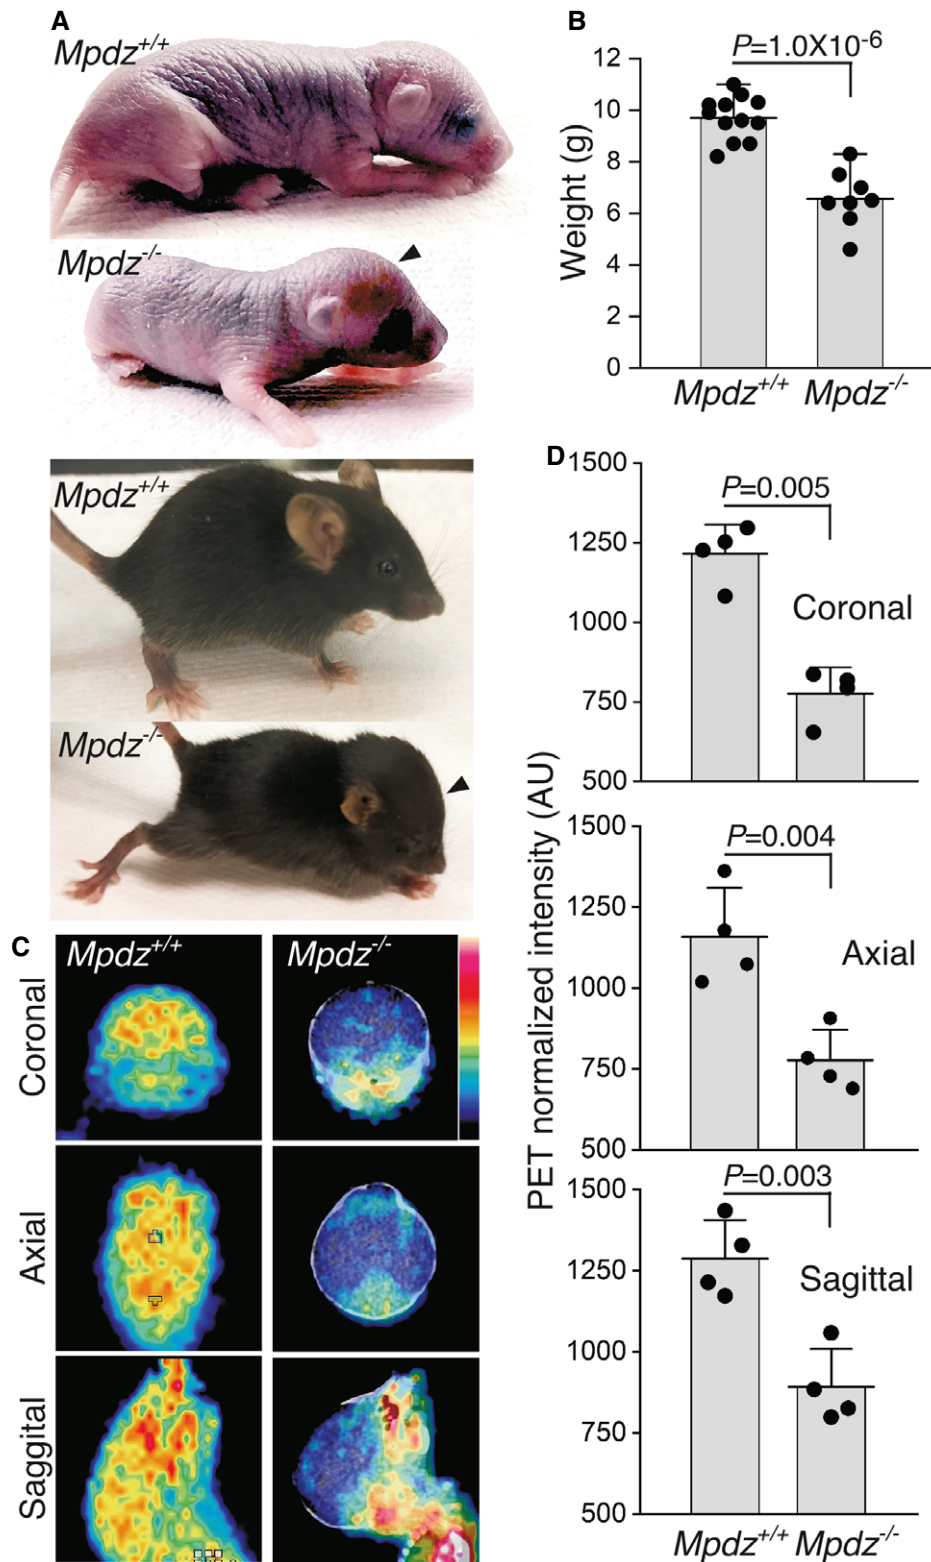 A
Mpdz+/+
Mpdz-/-
Mpdz+/+
Mpdz-/-
B
P=1.0X10-6
Weight (g)
12
10
8
6
4
2
0
Mpdz+/+ Mpdz-/-
C
Mpdz+/+ Mpdz-/-
Coronal
Axial
Saggital
D
PET normalized intensity (AU)
1500
1250
1000
750
500
P=0.005
Coronal
1500
1250
1000
750
500
P=0.004
Axial
1500
1250
1000
750
500
P=0.003
Sagittal
Mpdz+/+ Mpdz-/-